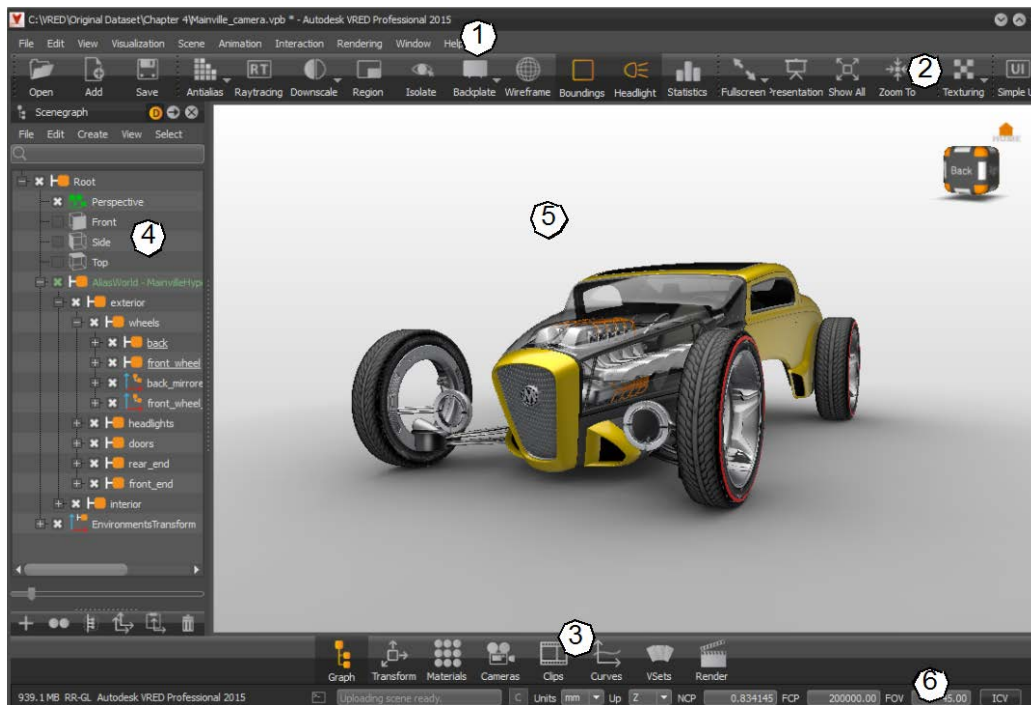 C:\VRED\Original Dataset\Chapter 4\Mainville_camera.vpb * - Autodesk VRED Professional 2015
File Edit View Visualization Scene Animation Interaction Rendering Window Help
1
Open Add Save Antialias Raytracing Downscale Region Isolate Backplate Wireframe Boundings Headlight Statistics Fullscreen Presentation Show All Zoom To Texturing Simple U
RT
UI
2
Scenegraph D
File Edit Create View Select
HOME
Back
Root
Perspective
Front
4
Side
Top
AliasWorld - MainvilleHyp
exterior
wheels
back
front_wheel
back_mirrore
front_wheel
headlights
doors
rear_end
front_end
interior
EnvironmentsTransform
5
3
Graph Transform Materials Cameras Clips Curves VSets Render
6
939.1 MB RR-GL Autodesk VRED Professional 2015 Uploading scene ready. C Units mm Up Z NCP 0.834145 FCP 200000.00 FOV 45.00 ICV